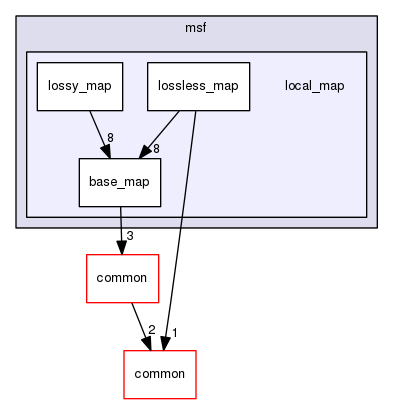 msf
lossy_map
lossless_map
local_map
8
8
base_map
3
common
2
1
common